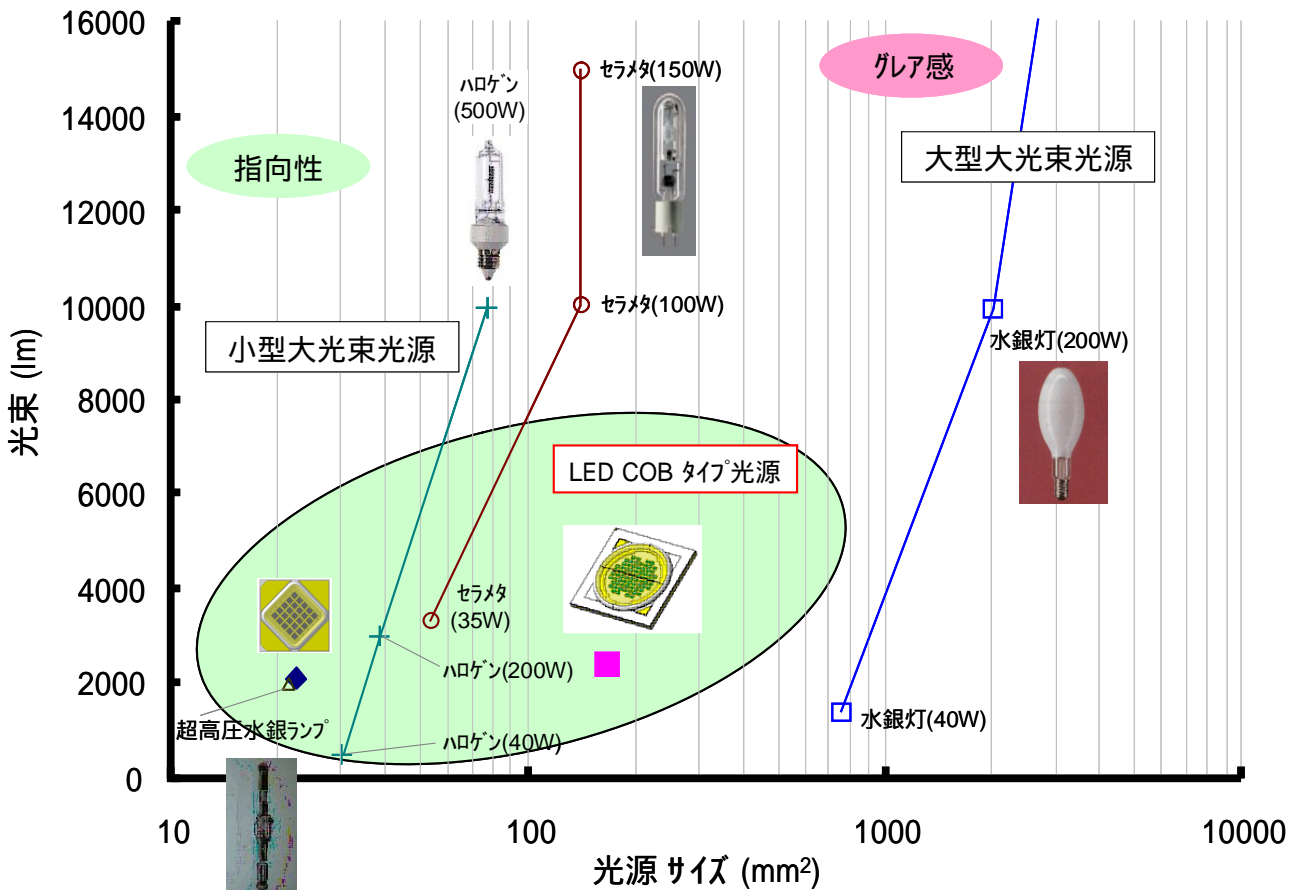 16000
14000
12000
10000
8000
6000
4000
2000
0
光束 (lm)
指向性
ハロゲン
(500W)
セラメタ(150W)
グレア感
大型大光束光源
小型大光束光源
セラメタ(100W)
水銀灯(200W)
LED COB タイプ光源
セラメタ
(35W)
ハロゲン(200W)
超高圧水銀ランプ
ハロゲン(40W)
水銀灯(40W)
10
100
1000
10000
光源 サイズ (mm²)